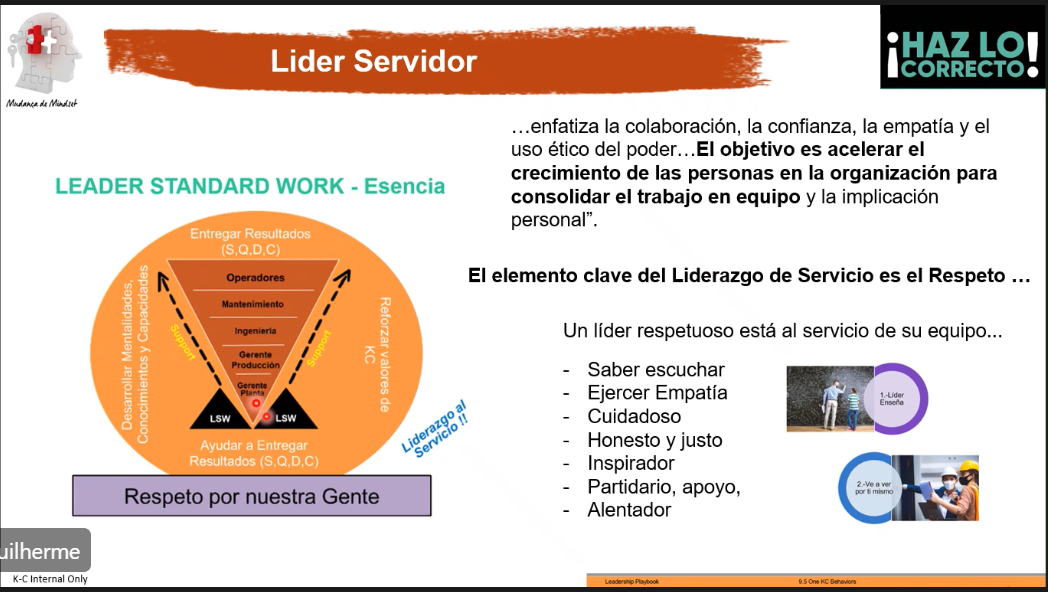 Lider Servidor
¡HAZ LO
CORRECTO!
Mudança de Mindset
…enfatiza la colaboración, la confianza, la empatía y el
uso ético del poder…El objetivo es acelerar el
crecimiento de las personas en la organización para
consolidar el trabajo en equipo y la implicación
personal”.
LEADER STANDARD WORK - Esencia
Entregar Resultados
(S,Q,D,C)
Operadores
Mantenimiento
Ingeniería
Gerente
Producción
Gerente
Planta
Support
Support
LSW
LSW
Desarrollar Mentalidades,
Conocimientos y Capacidades
Reforzar valores de
KC
Ayudar a Entregar
Resultados (S,Q,D,C)
Liderazgo al
Servicio !!
Respeto por nuestra Gente
El elemento clave del Liderazgo de Servicio es el Respeto …
Un líder respetuoso está al servicio de su equipo...
- Saber escuchar
- Ejercer Empatía
- Cuidadoso
- Honesto y justo
- Inspirador
- Partidario, apoyo,
- Alentador
1.-Líder
Enseña
2.-Ve a ver
por ti mismo
uilherme
K-C Internal Only
Leadership Playbook
9.5 One KC Behaviors